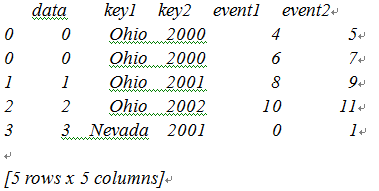 data key1 key2 event1 event2
0 0 Ohio 2000 4 5
0 0 Ohio 2000 6 7
1 1 Ohio 2001 8 9
2 2 Ohio 2002 10 11
3 3 Nevada 2001 0 1
[5 rows x 5 columns]